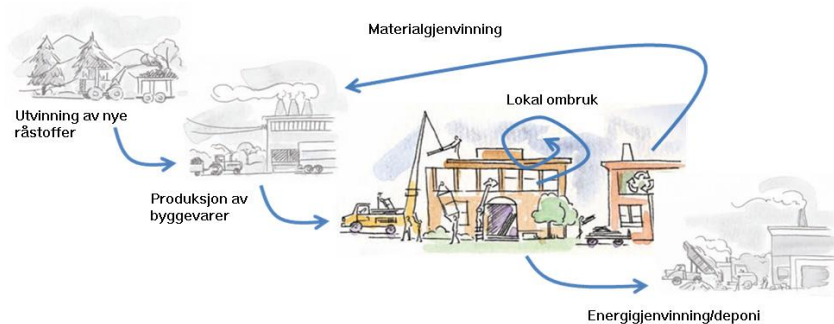 Materialgjenvinning
Lokal ombruk
Utvinning av nye
råstoffer
Produksjon av
byggevarer
Energigjenvinning/deponi